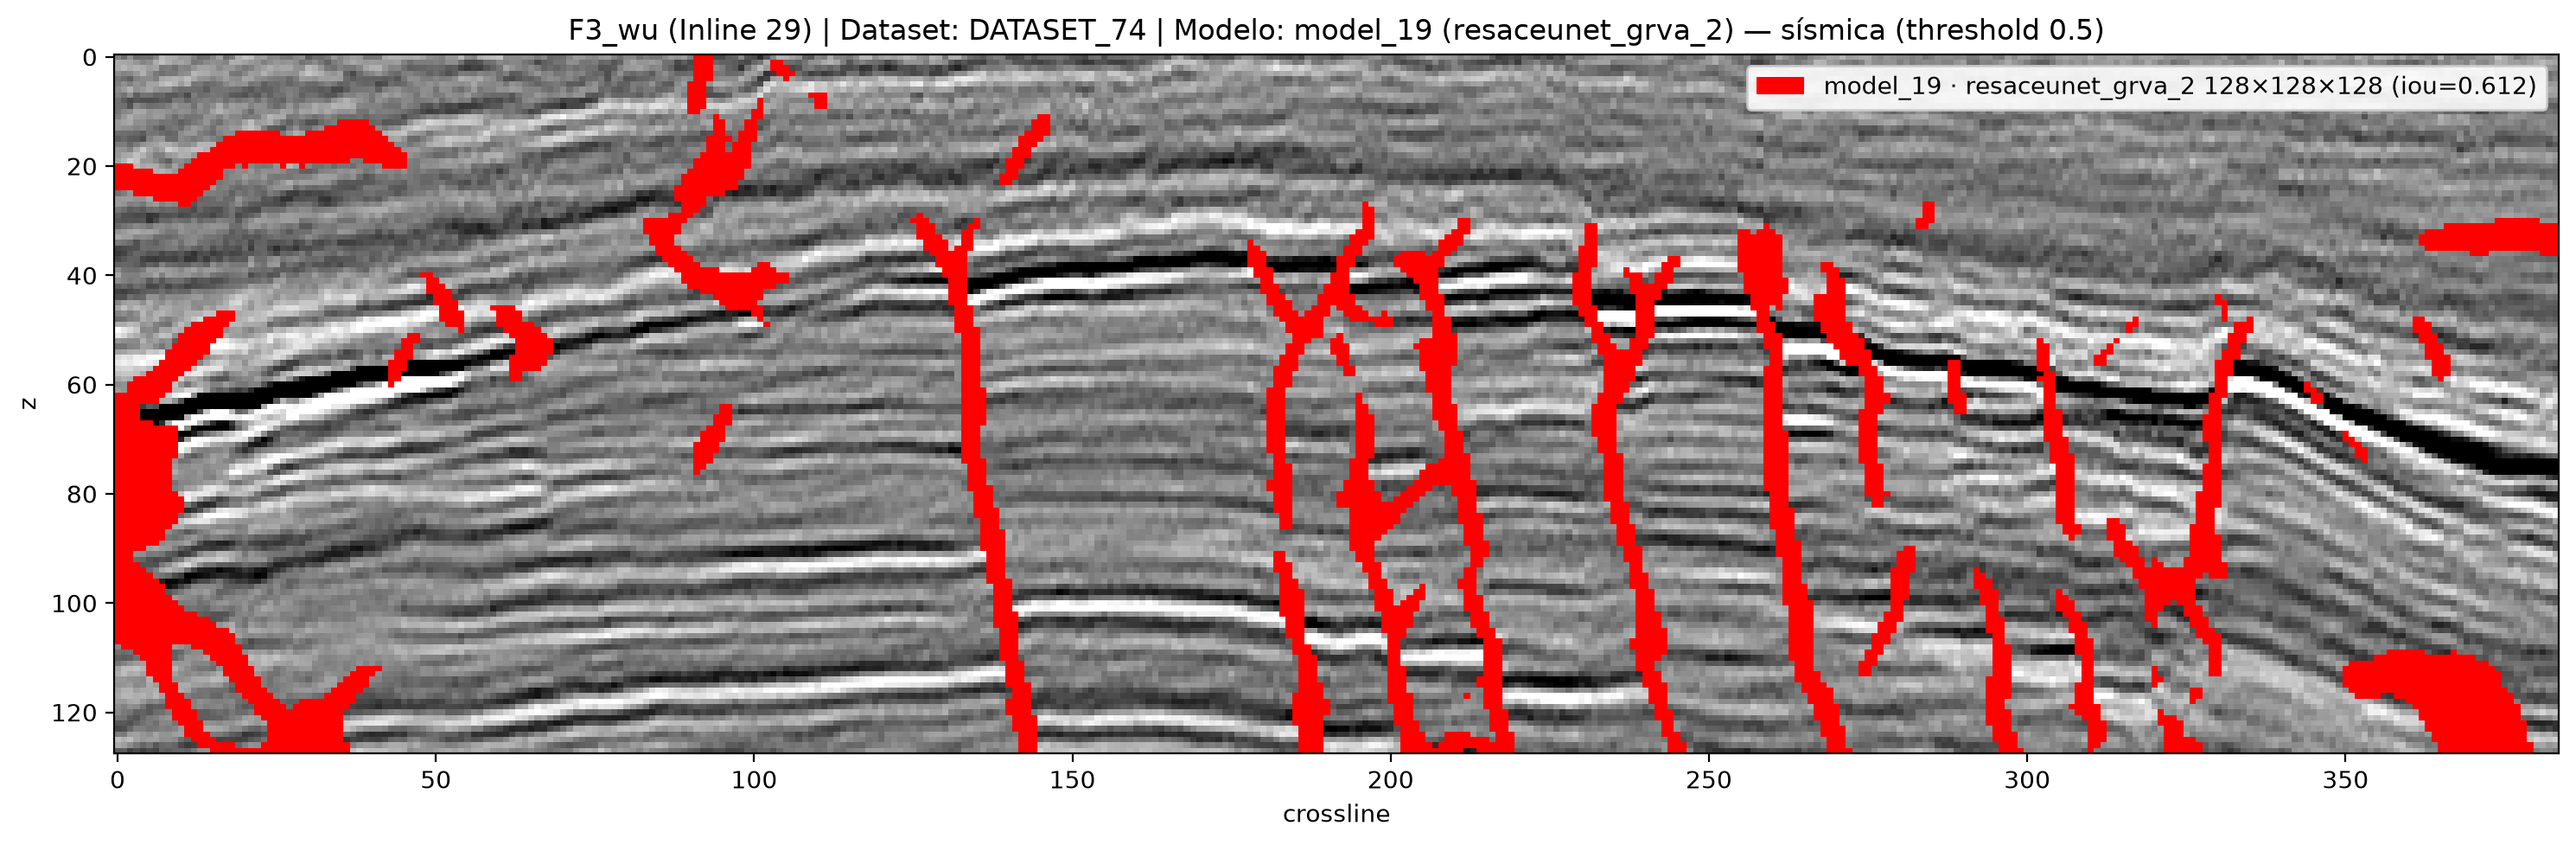 F3_wu (Inline 29) | Dataset: DATASET_74 | Modelo: model_19 (resaceunet_grva_2) — sísmica (threshold 0.5)
model_19 · resaceunet_grva_2 128×128×128 (iou=0.612)
0
20
40
60
80
100
120
z
0 50 100 150 200 250 300 350
crossline